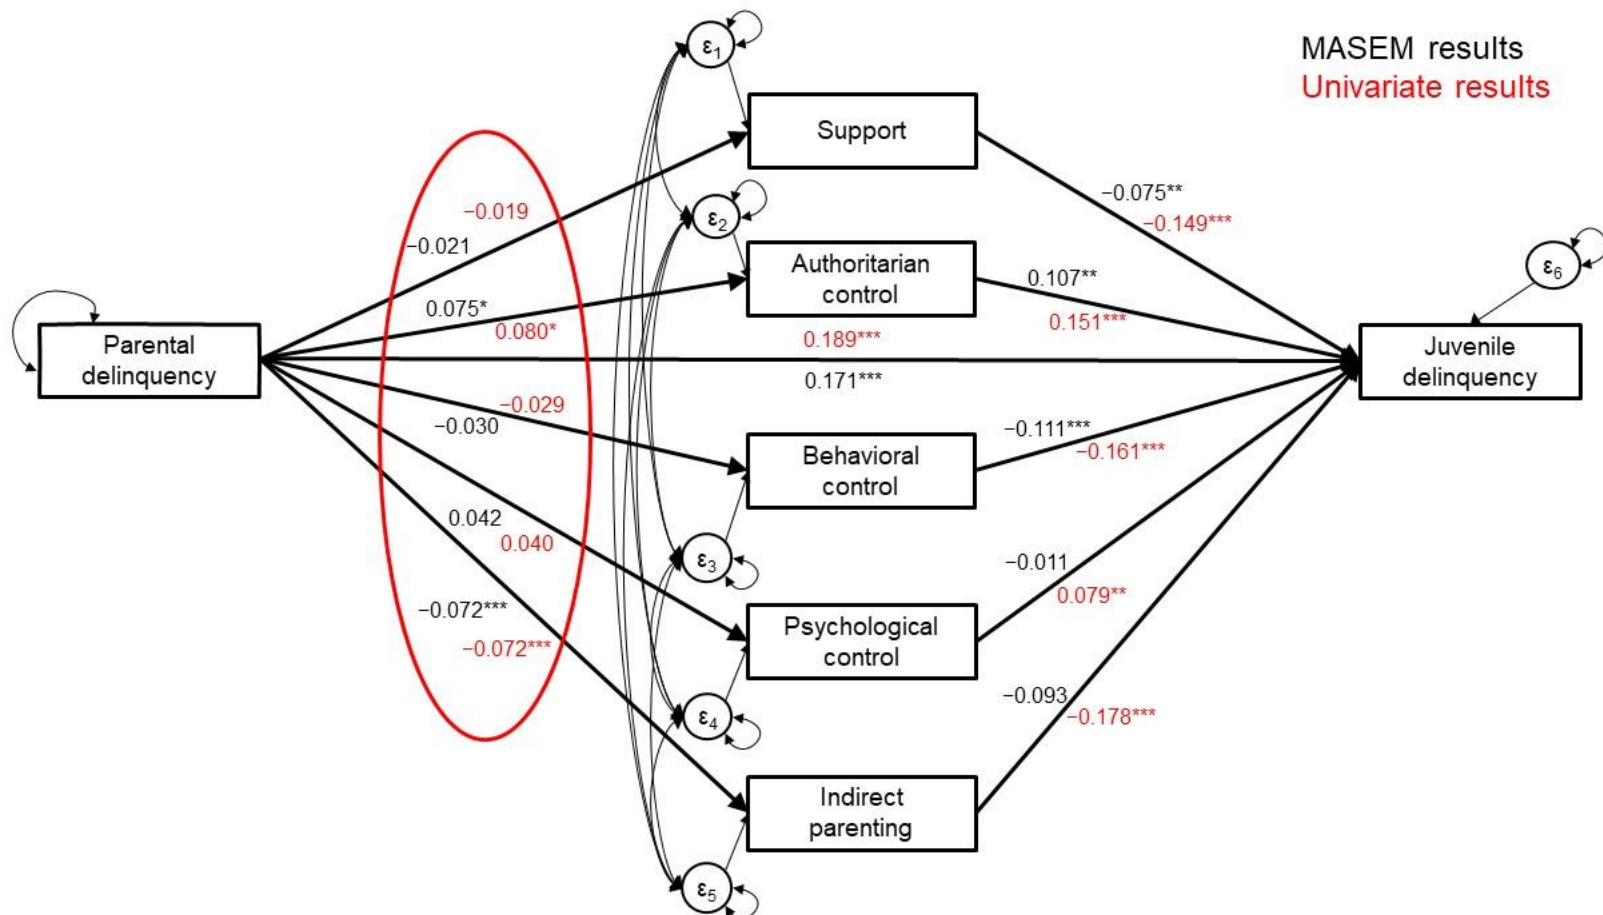 MASEM results
Univariate results
ε1
Support
−0.019
−0.021
−0.075**
−0.149***
ε2
Authoritarian
control
0.075*
0.080*
0.107**
0.151***
ε6
Parental
delinquency
0.189***
0.171***
Juvenile
delinquency
−0.029
−0.030
Behavioral
control
−0.111***
−0.161***
0.042
0.040
ε3
−0.011
0.079**
−0.072***
−0.072***
Psychological
control
ε4
−0.093
−0.178***
Indirect
parenting
ε5